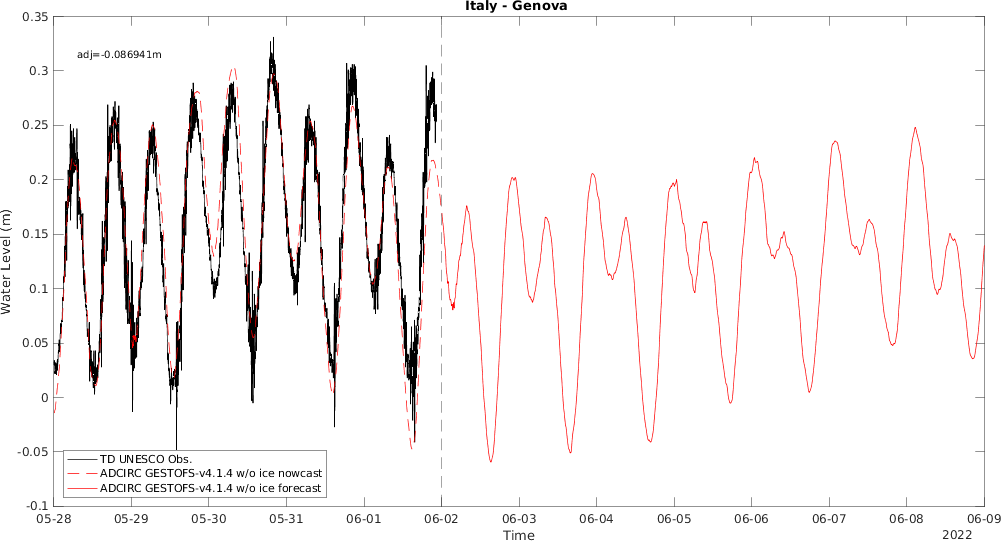 Italy - Genova
adj=-0.086941m
0.35
0.3
0.25
0.2
0.15
0.1
0.05
0
-0.05
-0.1
Water Level (m)
TD UNESCO Obs.
ADCIRC GESTOFS-v4.1.4 w/o ice nowcast
ADCIRC GESTOFS-v4.1.4 w/o ice forecast
05-28 05-29 05-30 05-31 06-01 06-02 06-03 06-04 06-05 06-06 06-07 06-08 06-09
Time
2022